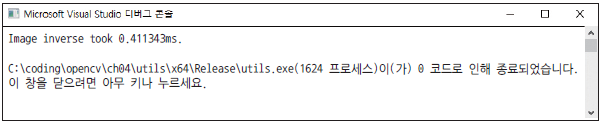 Microsoft Visual Studio 디버그 콘솔
Image inverse took 0.411343ms.
C:\coding\opencv\ch04\utils\x64\Release\utils.exe(1624 프로세스)이(가) 0 코드로 인해 종료되었습니다.
이 창을 닫으려면 아무 키나 누르세요.